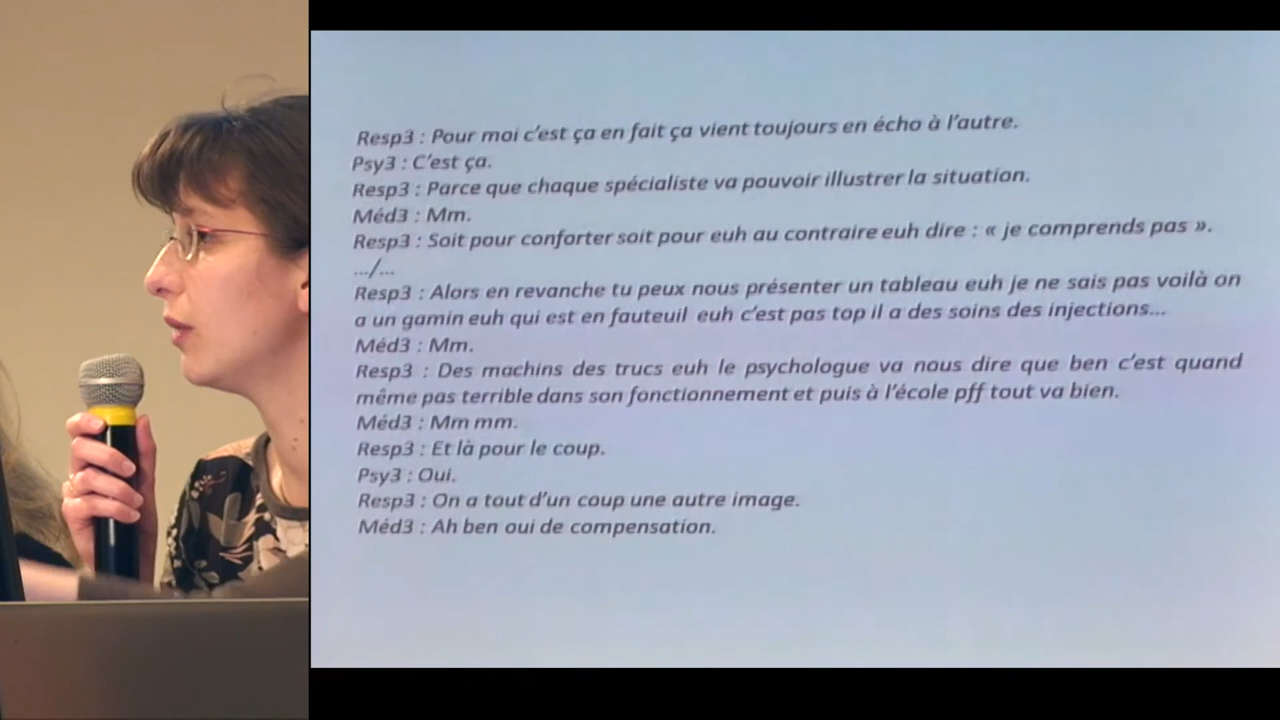 Resp3 : Pour moi c'est ça en fait ça vient toujours en écho à l'autre.
Psy3 : C'est ça.
Resp3 : Parce que chaque spécialiste va pouvoir illustrer la situation.
Méd3 : Mm.
Resp3 : Soit pour conforter soit pour euh au contraire euh dire : « je comprends pas ».
.../...
Resp3 : Alors en revanche tu peux nous présenter un tableau euh je ne sais pas voilà on
a un gamin euh qui est en fauteuil euh c'est pas top il a des soins des injections...
Méd3 : Mm.
Resp3 : Des machins des trucs euh le psychologue va nous dire que ben c'est quand
même pas terrible dans son fonctionnement et puis à l'école pff tout va bien.
Méd3 : Mm mm.
Resp3 : Et là pour le coup.
Psy3 : Oui.
Resp3 : On a tout d'un coup une autre image.
Méd3 : Ah ben oui de compensation.